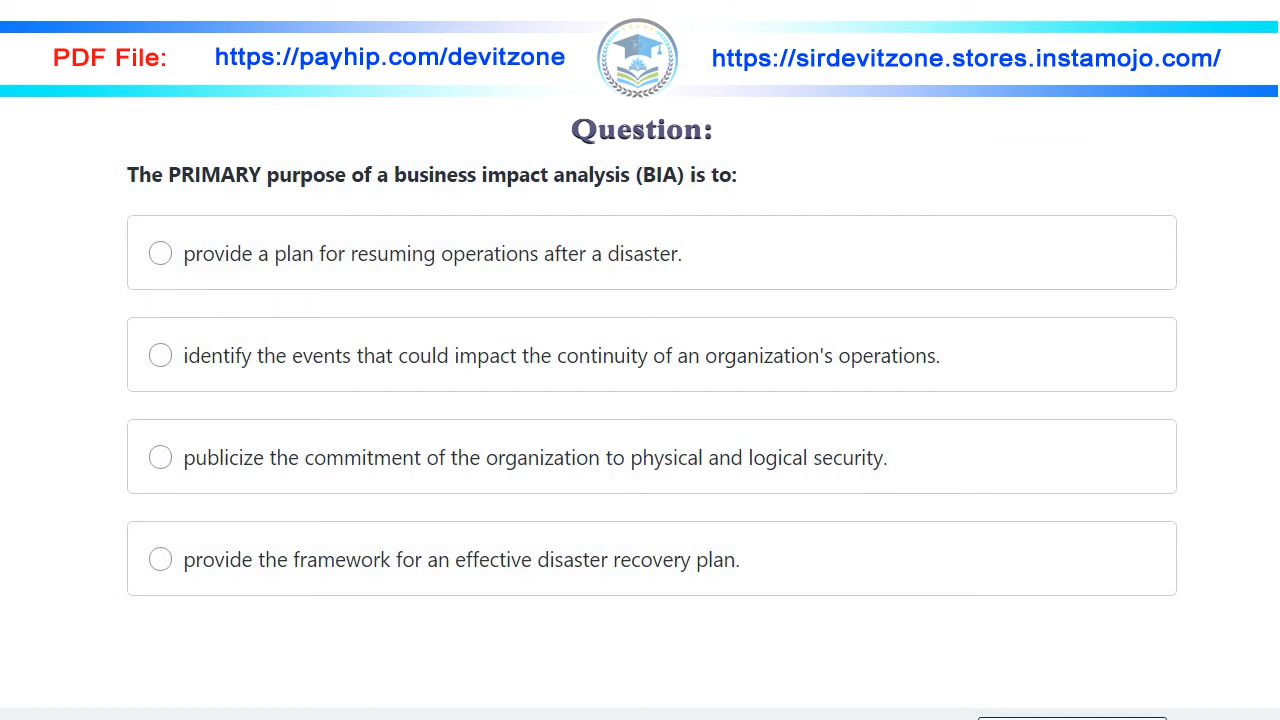 PDF File: https://payhip.com/devitzone https://sirdevitzone.stores.instamojo.com/
Question:
The PRIMARY purpose of a business impact analysis (BIA) is to:
provide a plan for resuming operations after a disaster.
identify the events that could impact the continuity of an organization's operations.
publicize the commitment of the organization to physical and logical security.
provide the framework for an effective disaster recovery plan.